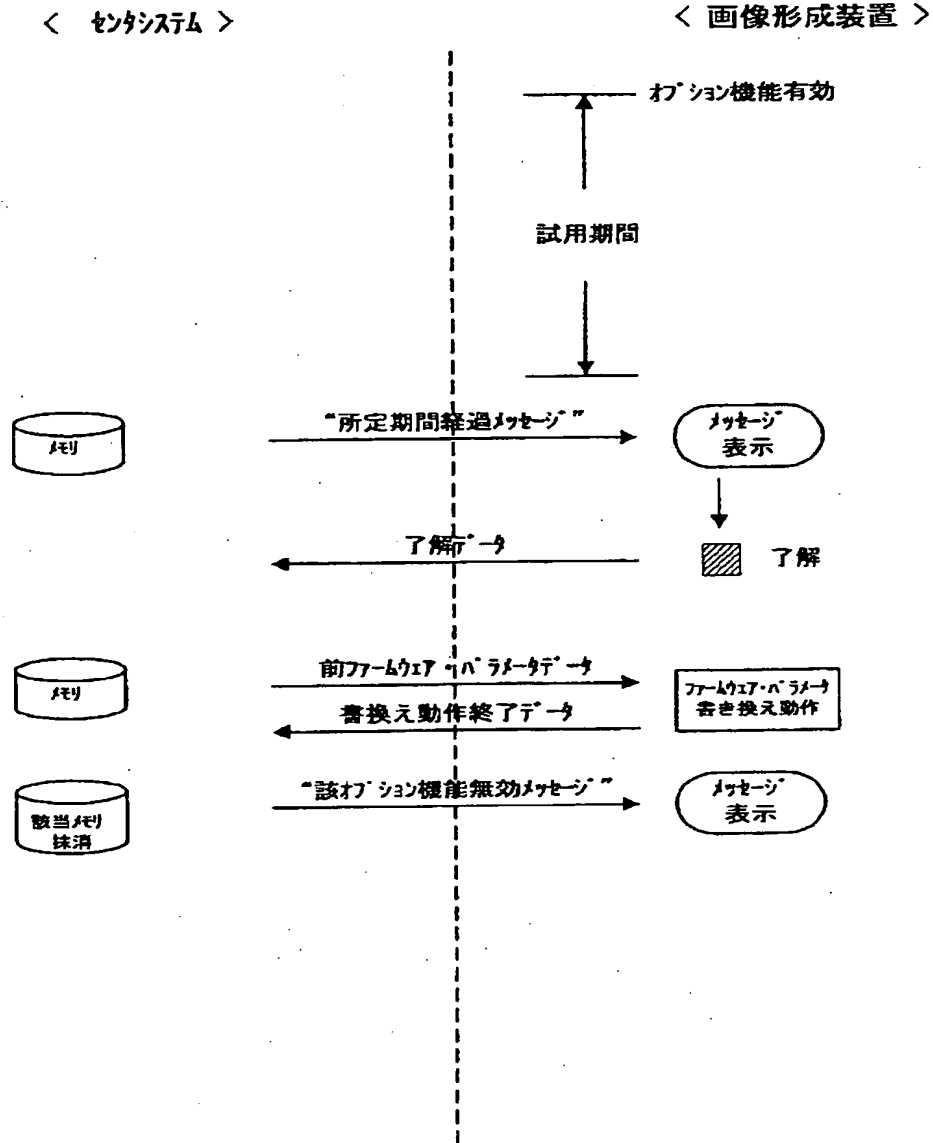 < センタシステム >
< 画像形成装置 >
オプション機能有効
試用期間
メモリ
“所定期間経過メッセージ”
メッセージ
表示
了解データ
了解
メモリ
前ファームウェア・パラメータデータ
ファームウェア・パラメータ
書き換え動作
書換え動作終了データ
該当メモリ
抹消
“該オプション機能無効メッセージ”
メッセージ
表示